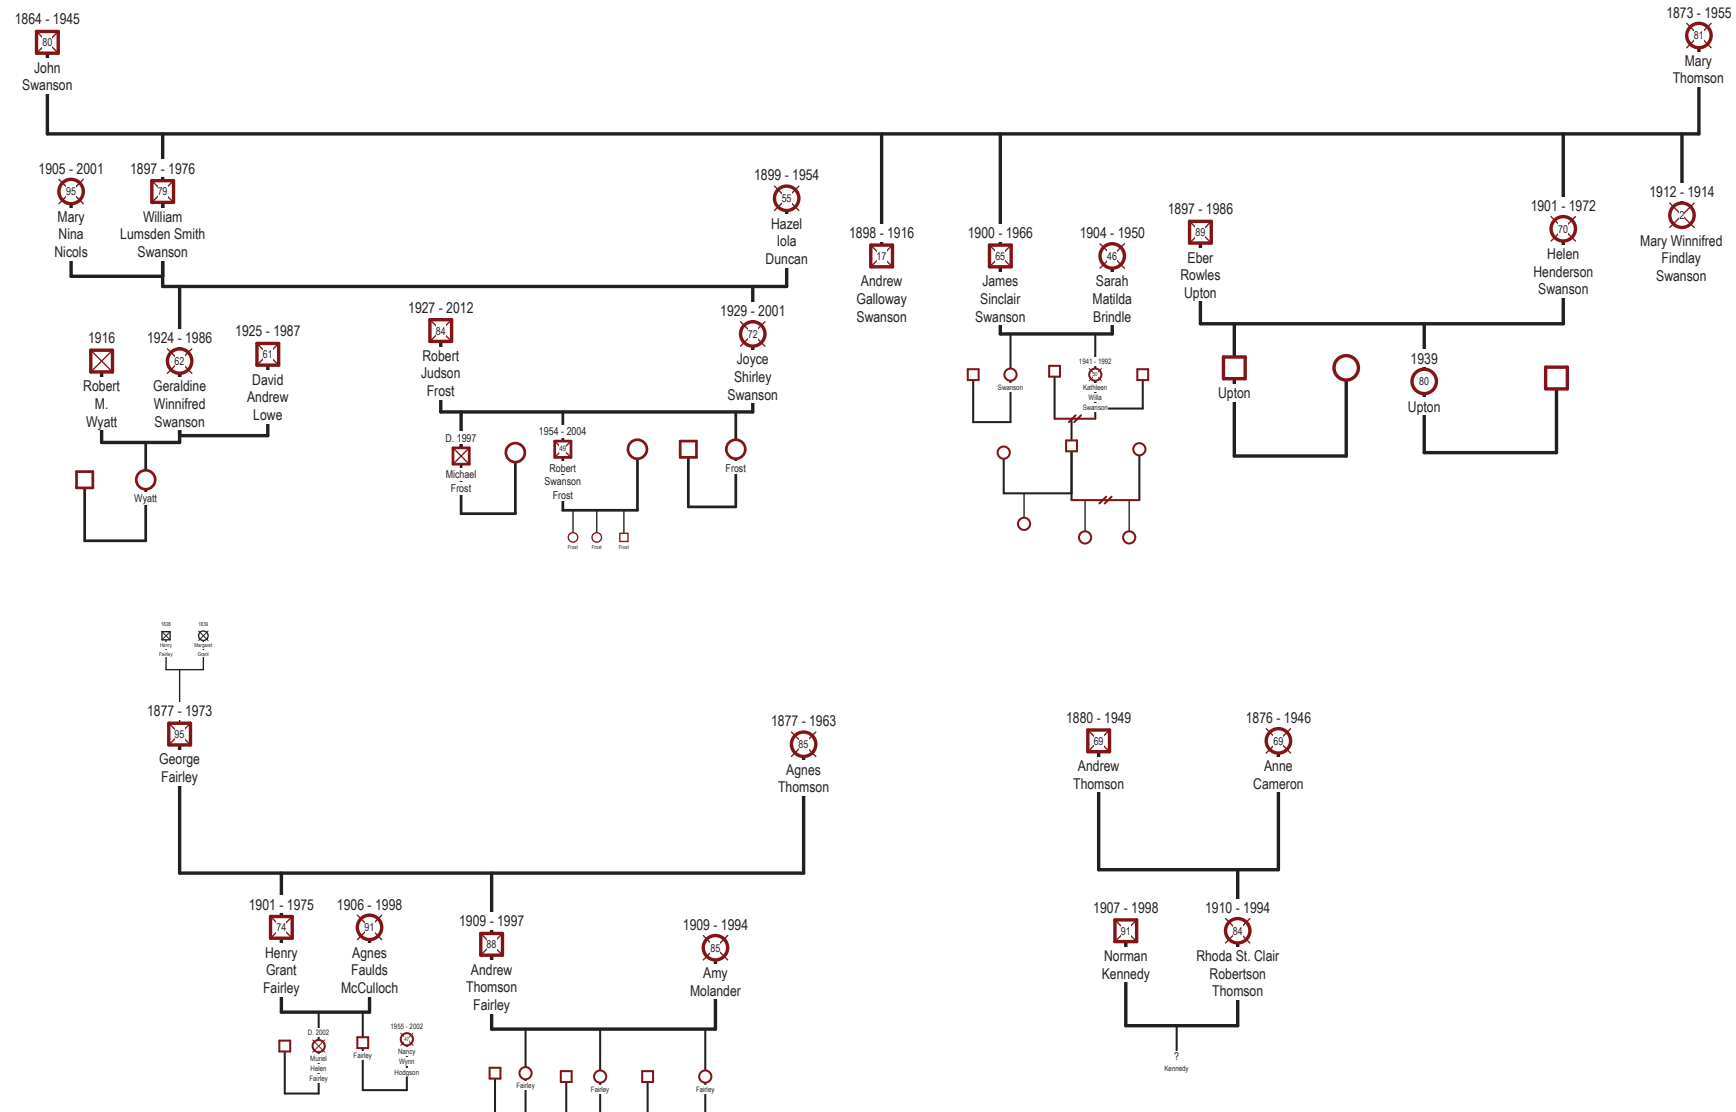 1864 - 1945
80
John
Swanson
1873 - 1955
81
Mary
Thomson
1905 - 2001
95
Mary
Nina
Nicols
1897 - 1976
79
William
Lumsden Smith
Swanson
1899 - 1954
55
Hazel
Iola
Duncan
1898 - 1916
17
Andrew
Galloway
Swanson
1900 - 1966
65
James
Sinclair
Swanson
1904 - 1950
46
Sarah
Matilda
Brindle
1897 - 1986
89
Eber
Rowles
Upton
1901 - 1972
70
Helen
Henderson
Swanson
1912 - 1914
2
Mary Winnifred
Findlay
Swanson
1916
Robert
M.
Wyatt
1924 - 1986
62
Geraldine
Winnifred
Swanson
1925 - 1987
61
David
Andrew
Lowe
1927 - 2012
84
Robert
Judson
Frost
1929 - 2001
72
Joyce
Shirley
Swanson
Swanson
1941 - 1992
Kathleen
Willa
Swanson
Upton
1939
80
Upton
Wyatt
D. 1997
Michael
Frost
1954 - 2004
49
Robert
Swanson
Frost
Frost
Frost
Frost
Frost
1828
Henry
Fairley
1839
Margaret
Grant
1877 - 1973
95
George
Fairley
1877 - 1963
85
Agnes
Thomson
1880 - 1949
69
Andrew
Thomson
1876 - 1946
69
Anne
Cameron
1901 - 1975
74
Henry
Grant
Fairley
1906 - 1998
91
Agnes
Faulds
McCulloch
1909 - 1997
88
Andrew
Thomson
Fairley
1909 - 1994
85
Amy
Molander
1907 - 1998
91
Norman
Kennedy
1910 - 1994
84
Rhoda St. Clair
Robertson
Thomson
D. 2002
Muriel
Helen
Fairley
Fairley
1955 - 2002
Nancy
Wynn
Hodgson
Fairley
Fairley
Fairley
?
Kennedy